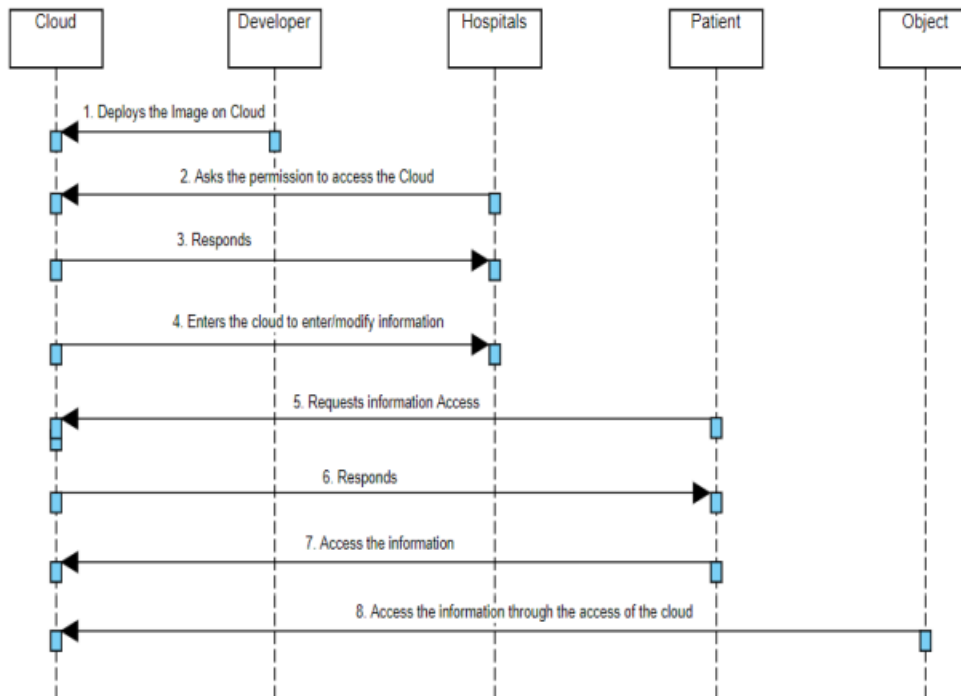 Cloud Developer Hospitals Patient Object
1. Deploys the Image on Cloud
2. Asks the permission to access the Cloud
3. Responds
4. Enters the cloud to enter/modify information
5. Requests information Access
6. Responds
7. Access the information
8. Access the information through the access of the cloud